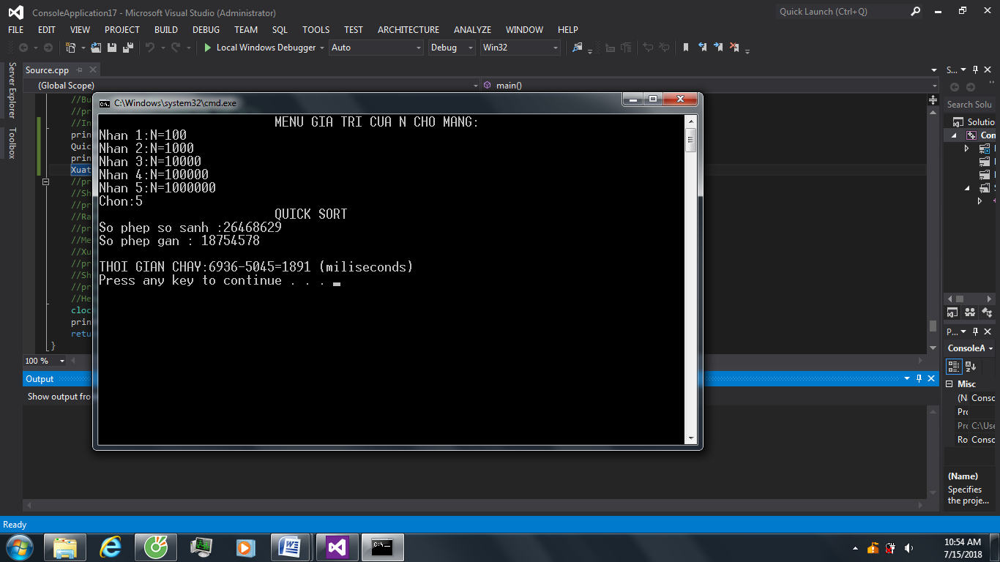 ConsoleApplication17 - Microsoft Visual Studio (Administrator)
Quick Launch (Ctrl+Q)
FILE EDIT VIEW PROJECT BUILD DEBUG TEAM SQL TOOLS TEST ARCHITECTURE ANALYZE WINDOW HELP
Local Windows Debugger Auto Debug Win32
Server Explorer
Toolbox
Source.cpp
(Global Scope)
main()
//Bu
//pr
//In
prin
Quic
prin
Xuat
//pr
//Sh
//pr
//Ra
//pr
//Me
//Xu
//pr
//Sh
//pr
//He
cloc
prin
retu
}
100 %
C:\Windows\system32\cmd.exe
MENU GIA TRI CUA N CHO MANG:
Nhan 1:N=100
Nhan 2:N=1000
Nhan 3:N=10000
Nhan 4:N=100000
Nhan 5:N=1000000
Chon:5
QUICK SORT
So phep so sanh :26468629
So phep gan : 18754578
THOI GIAN CHAY:6936-5045=1891 (miliseconds)
Press any key to continue . . .
Output
Show output fro
S...
Search Solu
Solutio
Con
P...
ConsoleA
Misc
(N Consc
Pro
Pro C:\Use
Ro Consc
(Name)
Specifies
the proje...
Ready
10:54 AM
7/15/2018